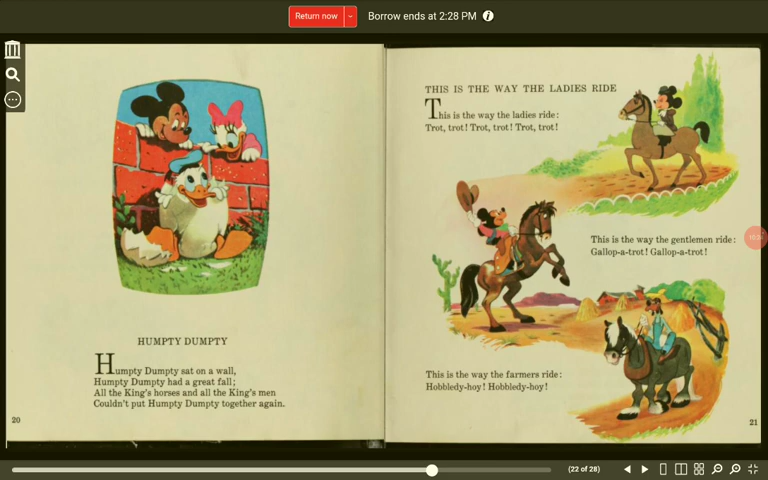 Return now
Borrow ends at 2:28 PM
HUMPTY DUMPTY
Humpty Dumpty sat on a wall,
Humpty Dumpty had a great fall;
All the King's horses and all the King's men
Couldn't put Humpty Dumpty together again.
20
THIS IS THE WAY THE LADIES RIDE
This is the way the ladies ride:
Trot, trot! Trot, trot! Trot, trot!
This is the way the gentlemen ride:
Gallop-a-trot! Gallop-a-trot!
This is the way the farmers ride:
Hobbledy-hoy! Hobbledy-hoy!
21
(22 of 28)